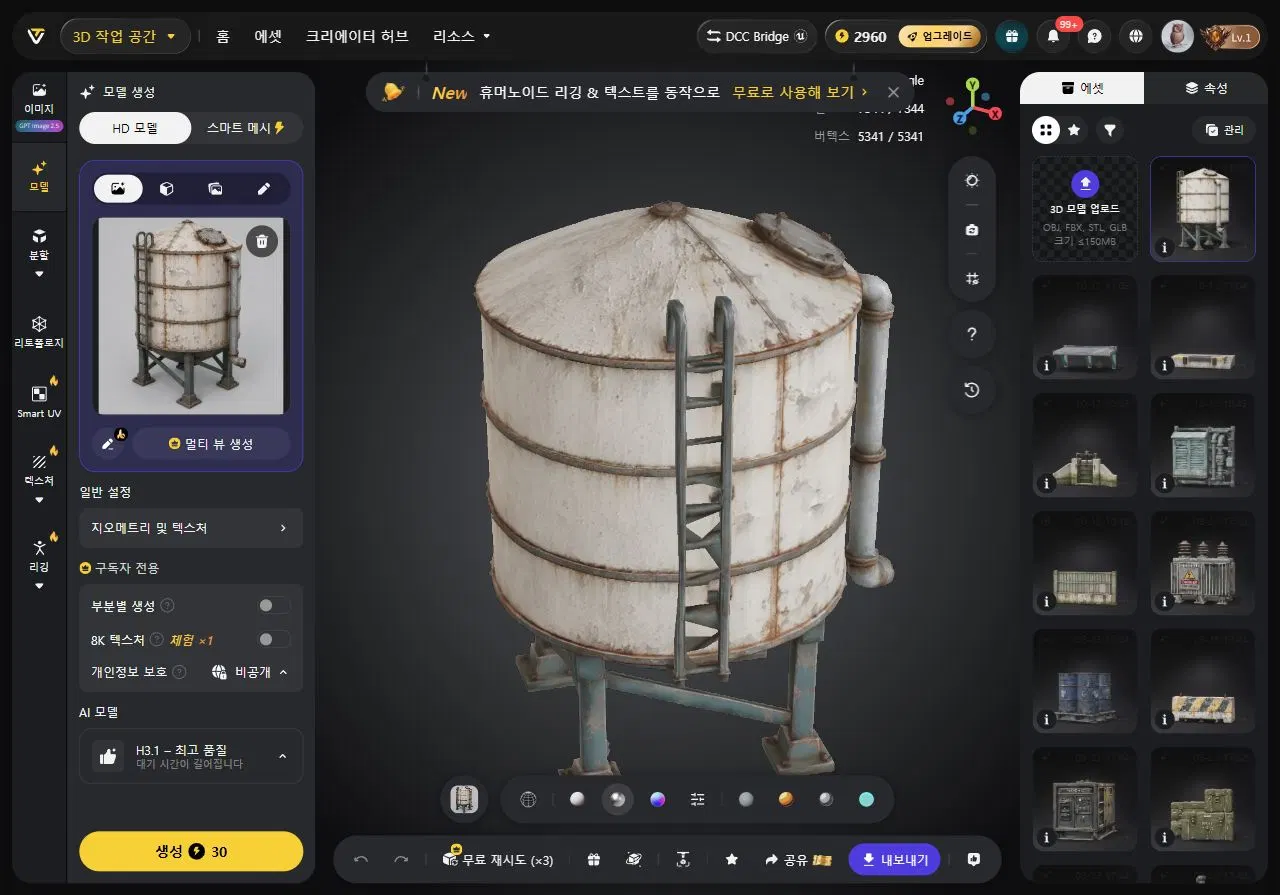 3D 작업 공간
홈
에셋
크리에이터 허브
리소스
DCC Bridge
2960
업그레이드
99+
Lv.1
이미지
GPT Image 2.5
모델
분할
리토폴로지
Smart UV
텍스처
리깅
모델 생성
HD 모델
스마트 메시
멀티 뷰 생성
일반 설정
지오메트리 및 텍스처
구독자 전용
부분별 생성
8K 텍스처 체험 ×1
개인정보 보호 비공개
AI 모델
H3.1 – 최고 품질
대기 시간이 길어집니다
생성 30
New 휴머노이드 리깅 & 텍스트를 동작으로 무료로 사용해 보기
버텍스 5341 / 5341
Y
X
Z
무료 재시도 (×3)
공유
내보내기
에셋
속성
관리
3D 모델 업로드
OBJ, FBX, STL, GLB
크기 ≤150MB